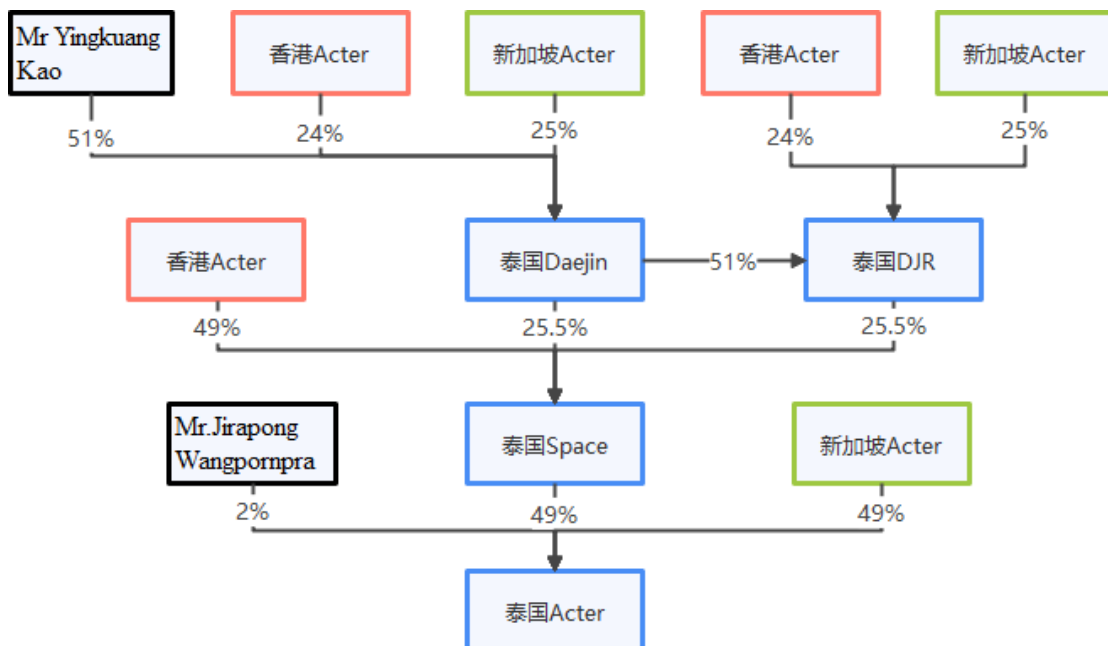 Mr Yingkuang
Kao
香港Acter
新加坡Acter
香港Acter
新加坡Acter
51%
24%
25%
24%
25%
香港Acter
泰国Daejin
51%
泰国DJR
49%
25.5%
25.5%
Mr.Jirapong
Wangpornpra
泰国Space
新加坡Acter
2%
49%
49%
泰国Acter